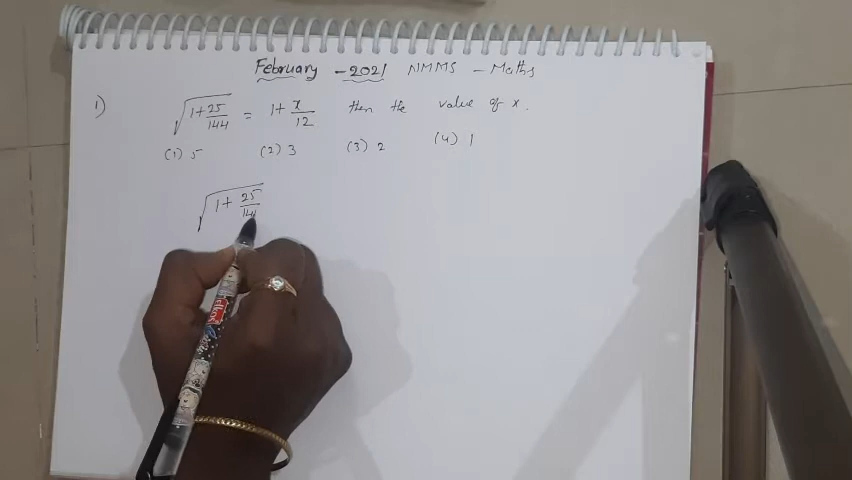 February - 2021 NMMS - Maths
1) √(1+25/144) = 1+x/12 then the value of x.
(1) 5 (2) 3 (3) 2 (4) 1
√(1+25/144)